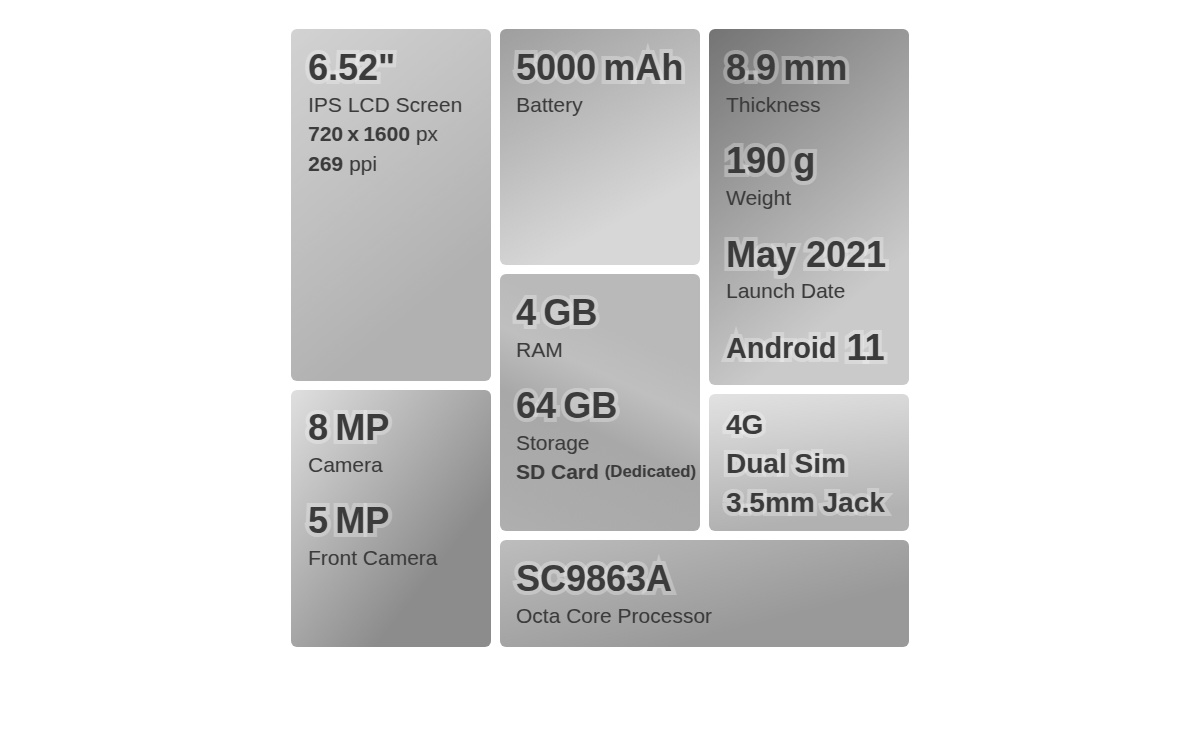 6.52"
IPS LCD Screen
720 x 1600 px
269 ppi
8 MP
Camera
5 MP
Front Camera
5000 mAh
Battery
4 GB
RAM
64 GB
Storage
SD Card (Dedicated)
8.9 mm
Thickness
190 g
Weight
May 2021
Launch Date
Android 11
4G
Dual Sim
3.5mm Jack
SC9863A
Octa Core Processor